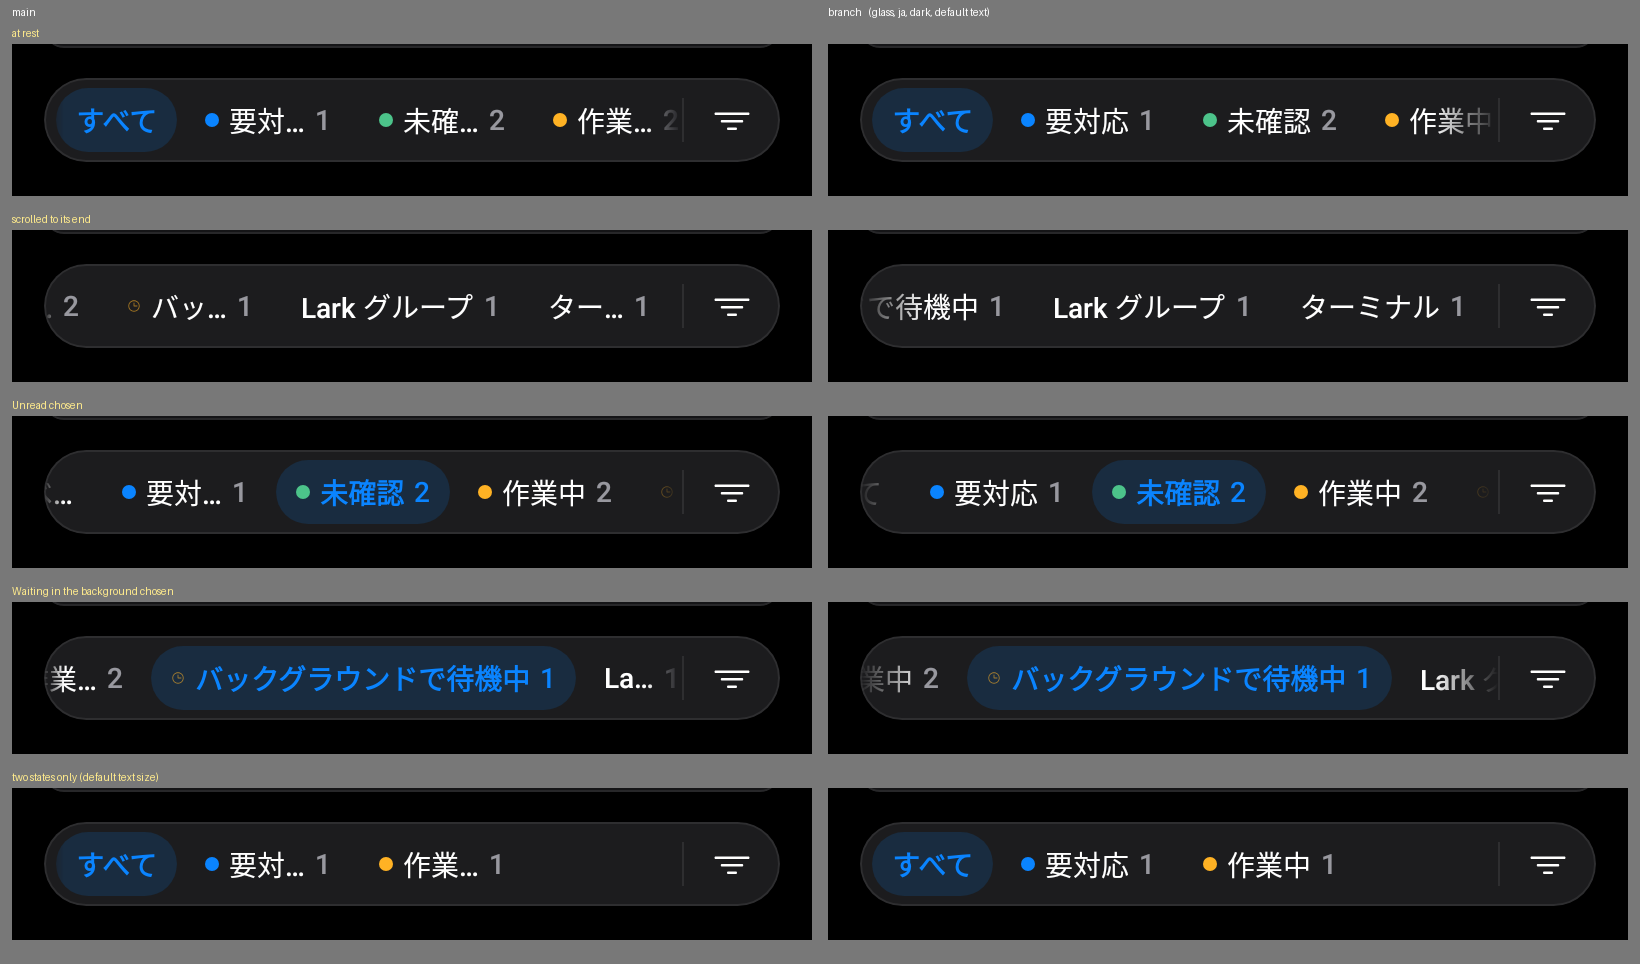 main
branch (glass, ja, dark, default text)
at rest
すべて 要対... 1 未確... 2 作業... 2
すべて 要対応 1 未確認 2 作業中
scrolled to its end
. 2 バッ... 1 Lark グループ 1 ター... 1
で待機中 1 Lark グループ 1 ターミナル 1
Unread chosen
... 要対... 1 未確認 2 作業中 2
て 要対応 1 未確認 2 作業中 2
Waiting in the background chosen
業... 2 バックグラウンドで待機中 1 La... 1
業中 2 バックグラウンドで待機中 1 Lark
two states only (default text size)
すべて 要対... 1 作業... 1
すべて 要対応 1 作業中 1